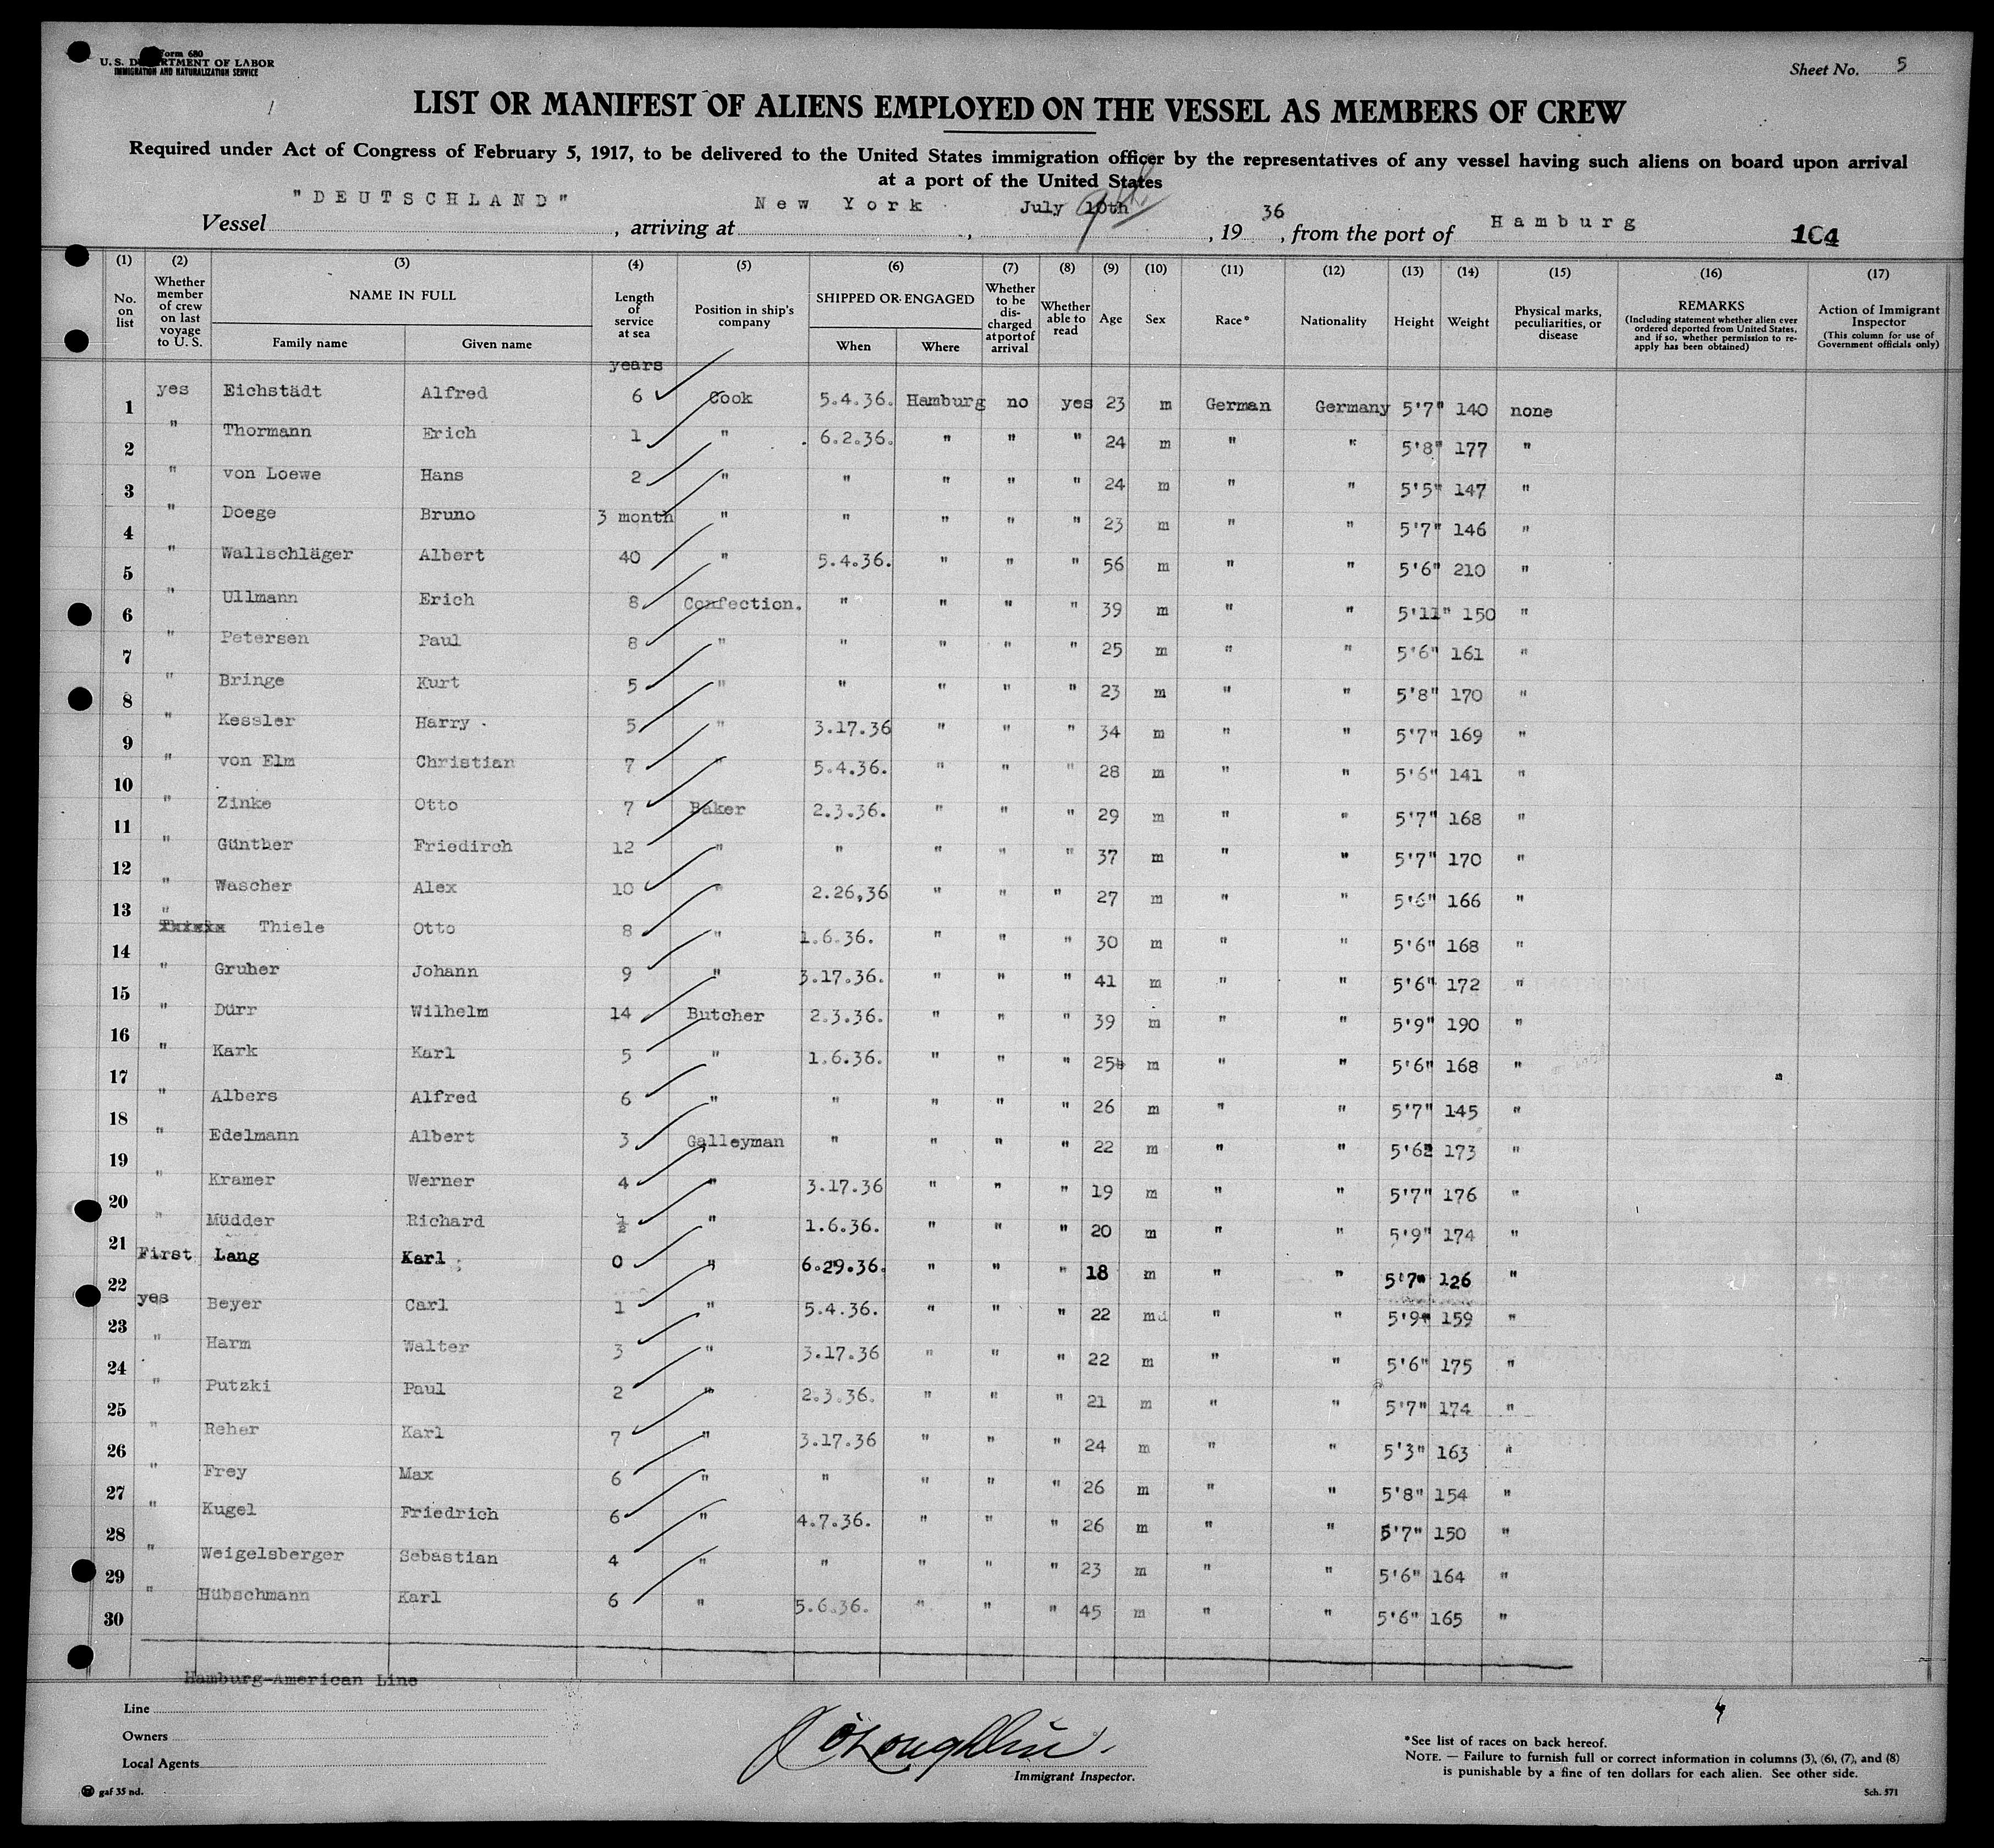 Form 680
U. S. DEPARTMENT OF LABOR
IMMIGRATION AND NATURALIZATION SERVICE
Sheet No. 5
LIST OR MANIFEST OF ALIENS EMPLOYED ON THE VESSEL AS MEMBERS OF CREW
Required under Act of Congress of February 5, 1917, to be delivered to the United States immigration officer by the representatives of any vessel having such aliens on board upon arrival
at a port of the United States
Vessel "DEUTSCHLAND", arriving at New York, July 10th 9th, 1936, from the port of Hamburg 104
(1) (2) (3) (4) (5) (6) (7) (8) (9) (10) (11) (12) (13) (14) (15) (16) (17)
No. on list
Whether member of crew on last voyage to U. S.
NAME IN FULL
Family name Given name
Length of service at sea
years
Position in ship's company
SHIPPED OR ENGAGED
When Where
Whether to be discharged at port of arrival
Whether able to read
Age Sex Race* Nationality Height Weight
Physical marks, peculiarities, or disease
REMARKS
(Including statement whether alien ever ordered deported from United States, and if so, whether permission to re-apply has been obtained)
Action of Immigrant Inspector
(This column for use of Government officials only)
1 yes Eichstädt Alfred 6 Cook 5.4.36. Hamburg no yes 23 m German Germany 5'7" 140 none
2 " Thormann Erich 1 " 6.2.36. " " " 24 m " " 5'8" 177 "
3 " von Loewe Hans 2 " " " " " 24 m " " 5'5" 147 "
4 " Doege Bruno 3 month " " " " " 23 m " " 5'7" 146 "
5 " Wallschläger Albert 40 " 5.4.36. " " " 56 m " " 5'6" 210 "
6 " Ullmann Erich 8 Confection. " " " " 39 m " " 5'11" 150 "
7 " Petersen Paul 8 " " " " " 25 m " " 5'6" 161 "
8 " Bringe Kurt 5 " " " " " 23 m " " 5'8" 170 "
9 " Kessler Harry 5 " 3.17.36 " " " 34 m " " 5'7" 169 "
10 " von Elm Christian 7 " 5.4.36. " " " 28 m " " 5'6" 141 "
11 " Zinke Otto 7 Baker 2.3.36. " " " 29 m " " 5'7" 168 "
12 " Günther Friedirch 12 " " " " " 37 m " " 5'7" 170 "
13 " Wascher Alex 10 " 2.26,36 " " " 27 m " " 5'6" 166 "
14 " Thiele Otto 8 " 1.6.36. " " " 30 m " " 5'6" 168 "
15 " Gruher Johann 9 " 3.17.36. " " " 41 m " " 5'6" 172 "
16 " Dürr Wilhelm 14 Butcher 2.3.36. " " " 39 m " " 5'9" 190 "
17 " Kark Karl 5 " 1.6.36. " " " 25 m " " 5'6" 168 "
18 " Albers Alfred 6 " " " " " 26 m " " 5'7" 145 "
19 " Edelmann Albert 3 Galleyman " " " " 22 m " " 5'62 173 "
20 " Kramer Werner 4 " 3.17.36 " " " 19 m " " 5'7" 176 "
21 " Müdder Richard ½ " 1.6.36. " " " 20 m " " 5'9" 174 "
22 First Lang Karl 0 " 6.29.36. " " " 18 m " " 5'7" 126 "
23 yes Beyer Carl 1 " 5.4.36. " " " 22 m " " 5'9" 159 "
24 " Harm Walter 3 " 3.17.36 " " " 22 m " " 5'6" 175 "
25 " Putzki Paul 2 " 2.3.36. " " " 21 m " " 5'7" 174 "
26 " Reher Karl 7 " 3.17.36 " " " 24 m " " 5'3" 163 "
27 " Frey Max 6 " " " " " 26 m " " 5'8" 154 "
28 " Kugel Friedrich 6 " 4.7.36. " " " 26 m " " 5'7" 150 "
29 " Weigelsberger Sebastian 4 " " " " " 23 m " " 5'6" 164 "
30 " Hübschmann Karl 6 " 5.6.36. " " " 45 m " " 5'6" 165 "
Hamburg-American Line
Line
Owners
Local Agents
gaf 35 nd.
O'Loughlin
Immigrant Inspector.
*See list of races on back hereof.
NOTE. — Failure to furnish full or correct information in columns (3), (6), (7), and (8)
is punishable by a fine of ten dollars for each alien. See other side.
Sch. 571